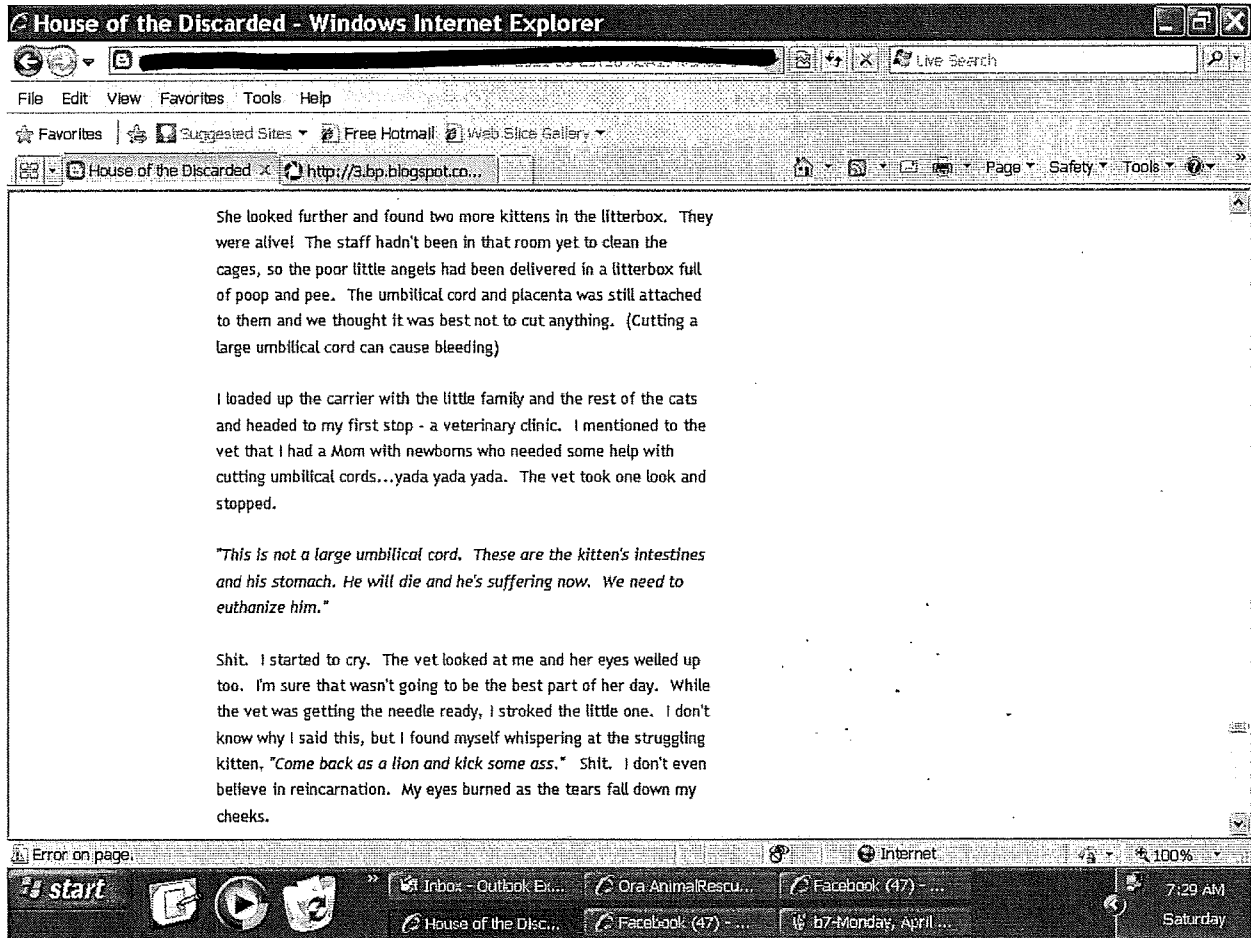 House of the Discarded - Windows Internet Explorer
Live Search
File Edit View Favorites Tools Help
Favorites Suggested Sites Free Hotmail Web Slice Gallery
House of the Discarded http://3.bp.blogspot.co... Page Safety Tools
She looked further and found two more kittens in the litterbox. They
were alive! The staff hadn't been in that room yet to clean the
cages, so the poor little angels had been delivered in a litterbox full
of poop and pee. The umbilical cord and placenta was still attached
to them and we thought it was best not to cut anything. (Cutting a
large umbilical cord can cause bleeding)
I loaded up the carrier with the little family and the rest of the cats
and headed to my first stop - a veterinary clinic. I mentioned to the
vet that I had a Mom with newborns who needed some help with
cutting umbilical cords...yada yada yada. The vet took one look and
stopped.
"This is not a large umbilical cord. These are the kitten's intestines
and his stomach. He will die and he's suffering now. We need to
euthanize him."
Shit. I started to cry. The vet looked at me and her eyes welled up
too. I'm sure that wasn't going to be the best part of her day. While
the vet was getting the needle ready, I stroked the little one. I don't
know why I said this, but I found myself whispering at the struggling
kitten, "Come back as a lion and kick some ass." Shit. I don't even
believe in reincarnation. My eyes burned as the tears fall down my
cheeks.
Error on page. Internet 100%
start Inbox - Outlook Ex... Ora AnimalRescu... Facebook (47) - ... 7:29 AM
House of the Disc... Facebook (47) - ... b7-Monday, April ... Saturday